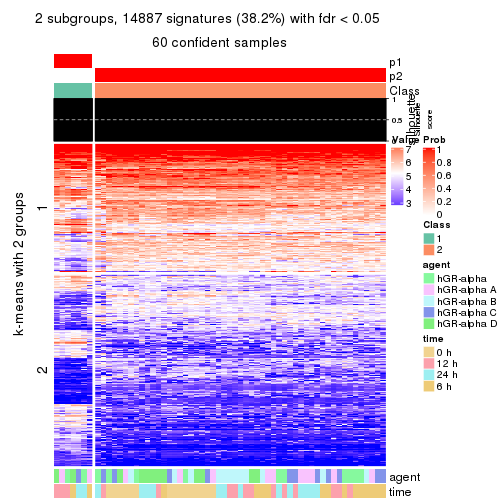 2 subgroups, 14887 signatures (38.2%) with fdr < 0.05
60 confident samples
p1
p2
Class
1
0.5
0
silhouette
score
k-means with 2 groups
1
2
Value
7
6
5
4
3
Prob
1
0.8
0.6
0.4
0.2
0
Class
1
2
agent
hGR-alpha
hGR-alpha A
hGR-alpha B
hGR-alpha C
hGR-alpha D
time
0 h
12 h
24 h
6 h
agent
time